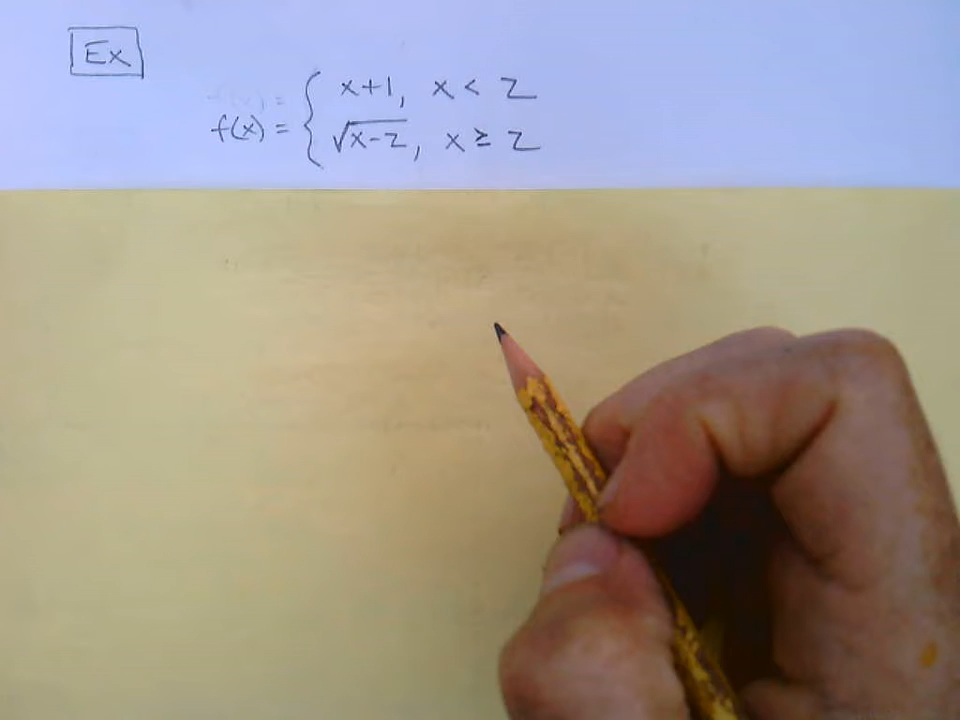 Ex
f(x) = { x+1, x < 2
√x-2, x ≥ 2